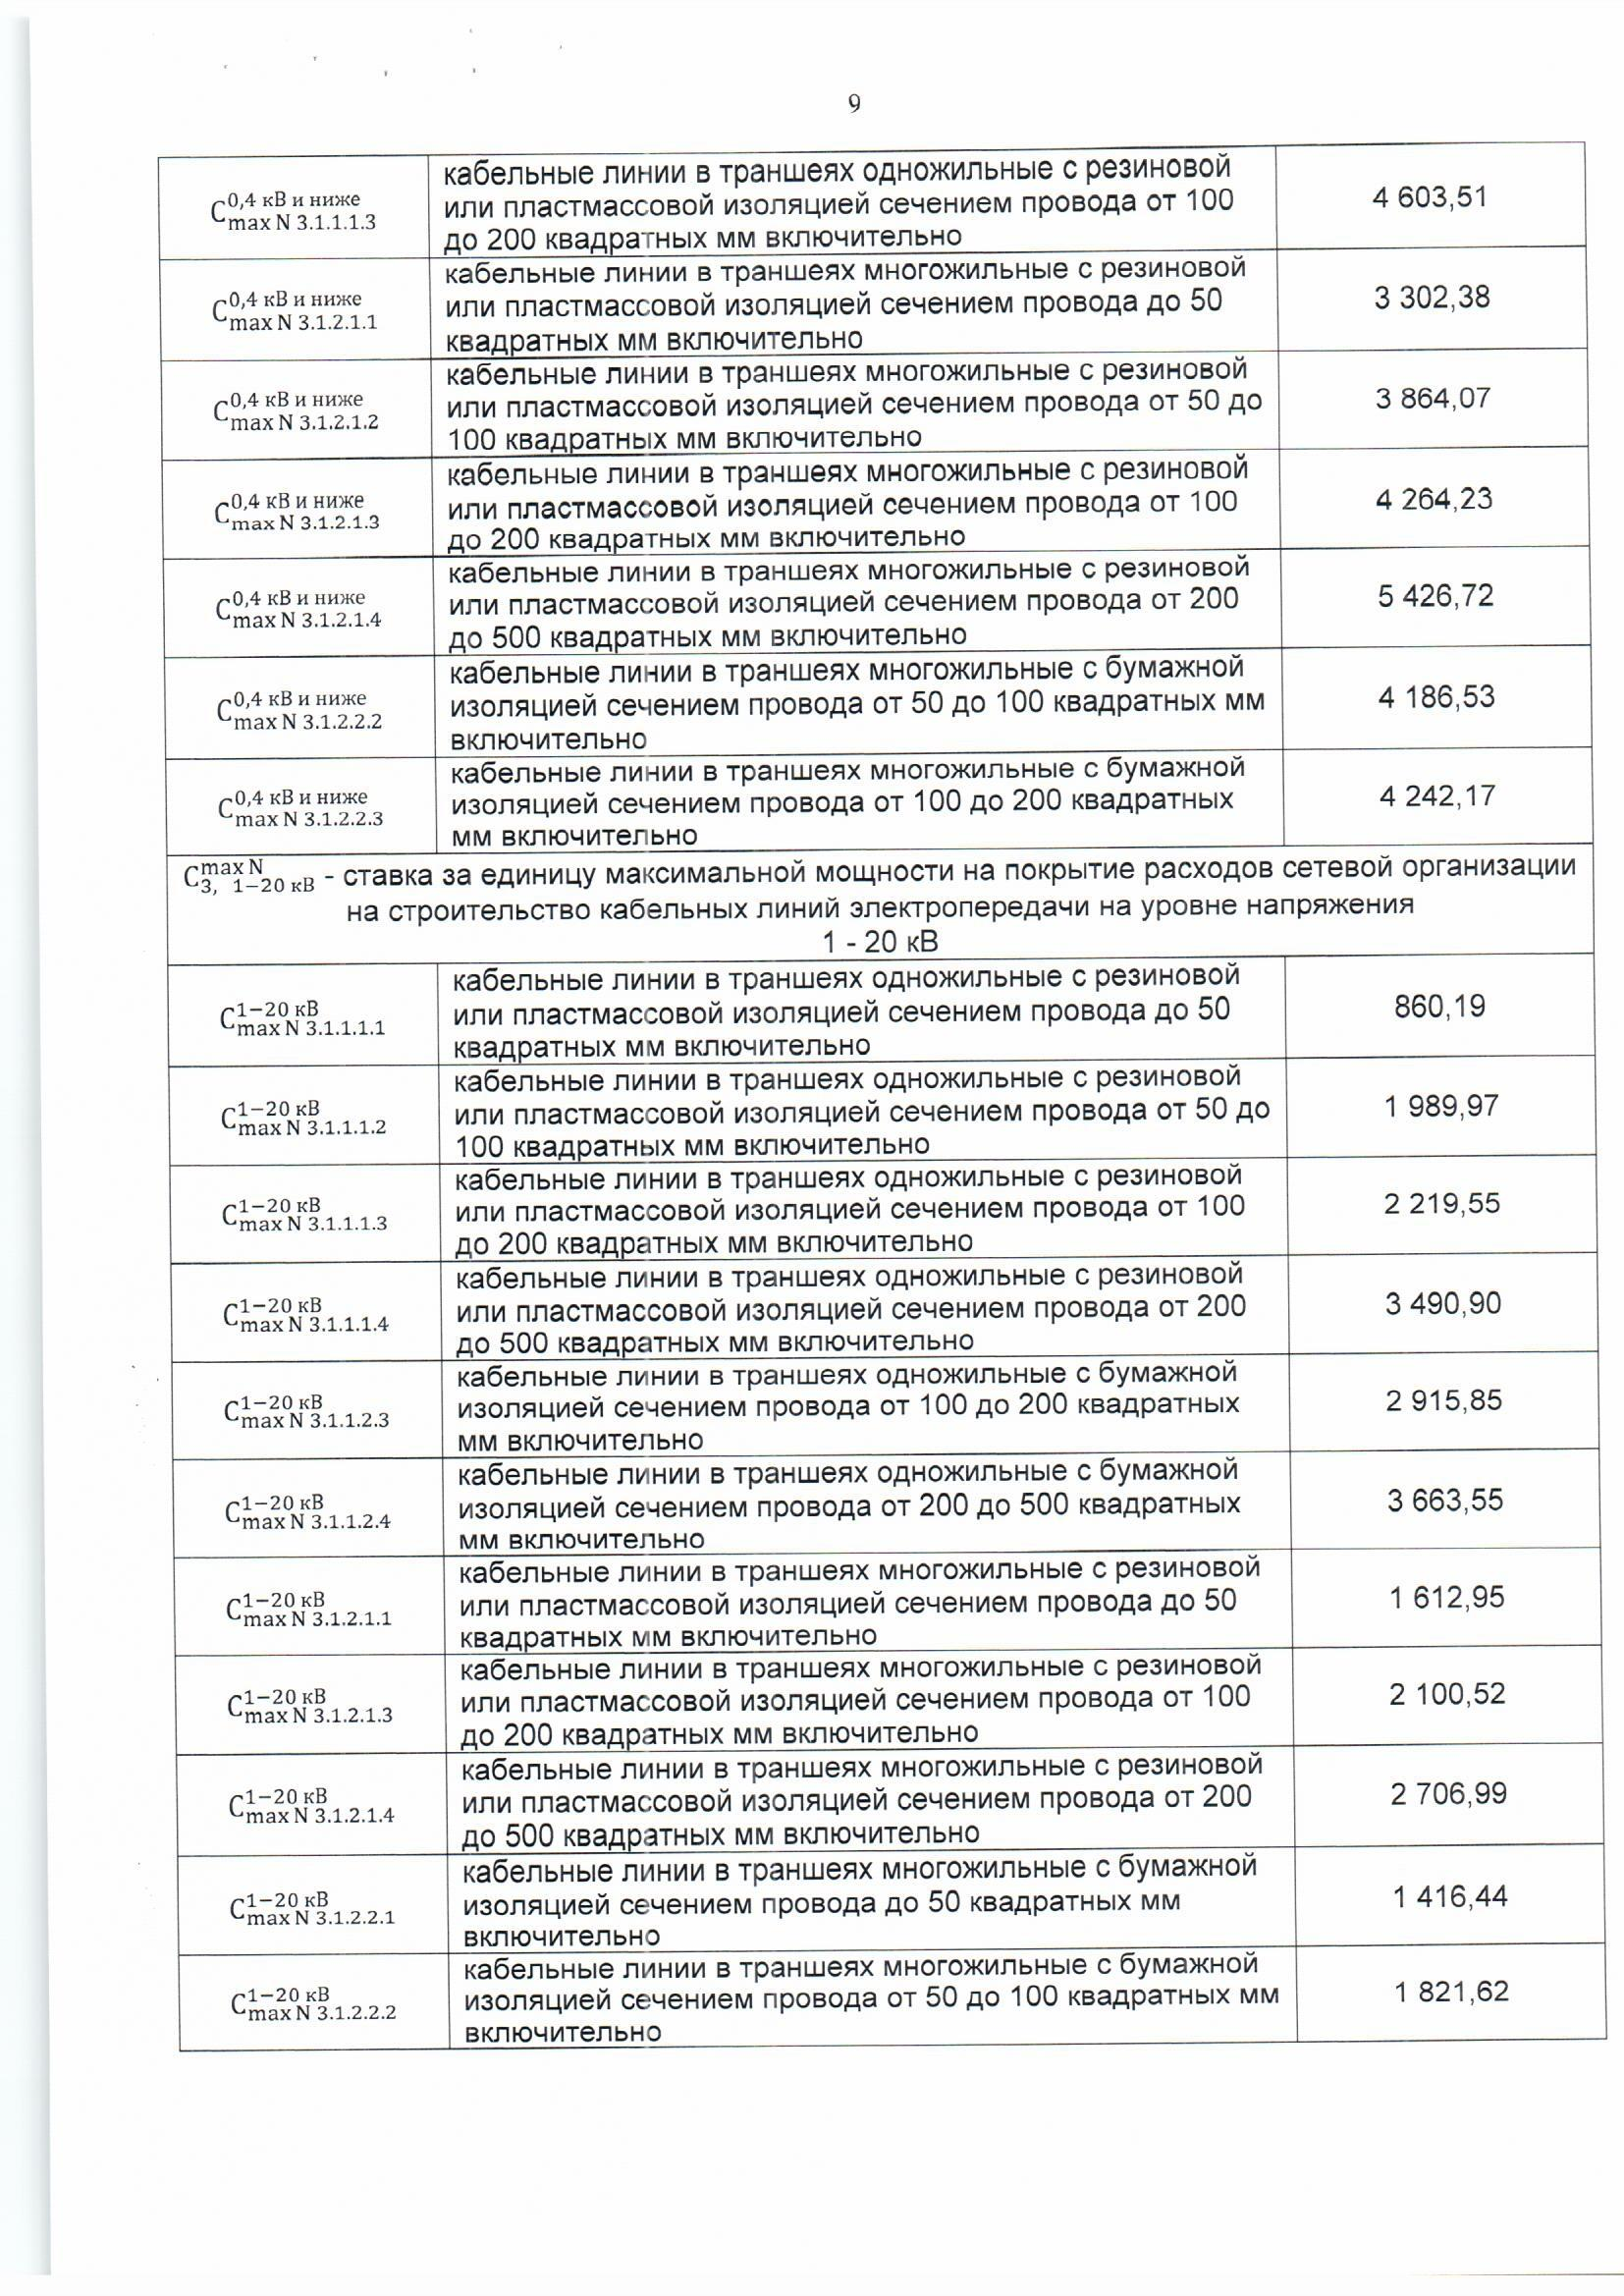 9
C 0,4 кВ и ниже
max N 3.1.1.1.3
кабельные линии в траншеях одножильные с резиновой
или пластмассовой изоляцией сечением провода от 100
до 200 квадратных мм включительно
4 603,51
C 0,4 кВ и ниже
max N 3.1.2.1.1
кабельные линии в траншеях многожильные с резиновой
или пластмассовой изоляцией сечением провода до 50
квадратных мм включительно
3 302,38
C 0,4 кВ и ниже
max N 3.1.2.1.2
кабельные линии в траншеях многожильные с резиновой
или пластмассовой изоляцией сечением провода от 50 до
100 квадратных мм включительно
3 864,07
C 0,4 кВ и ниже
max N 3.1.2.1.3
кабельные линии в траншеях многожильные с резиновой
или пластмассовой изоляцией сечением провода от 100
до 200 квадратных мм включительно
4 264,23
C 0,4 кВ и ниже
max N 3.1.2.1.4
кабельные линии в траншеях многожильные с резиновой
или пластмассовой изоляцией сечением провода от 200
до 500 квадратных мм включительно
5 426,72
C 0,4 кВ и ниже
max N 3.1.2.2.2
кабельные линии в траншеях многожильные с бумажной
изоляцией сечением провода от 50 до 100 квадратных мм
включительно
4 186,53
C 0,4 кВ и ниже
max N 3.1.2.2.3
кабельные линии в траншеях многожильные с бумажной
изоляцией сечением провода от 100 до 200 квадратных
мм включительно
4 242,17
C max N 3, 1−20 кВ - ставка за единицу максимальной мощности на покрытие расходов сетевой организации
на строительство кабельных линий электропередачи на уровне напряжения
1 - 20 кВ
C 1−20 кВ
max N 3.1.1.1.1
кабельные линии в траншеях одножильные с резиновой
или пластмассовой изоляцией сечением провода до 50
квадратных мм включительно
860,19
C 1−20 кВ
max N 3.1.1.1.2
кабельные линии в траншеях одножильные с резиновой
или пластмассовой изоляцией сечением провода от 50 до
100 квадратных мм включительно
1 989,97
C 1−20 кВ
max N 3.1.1.1.3
кабельные линии в траншеях одножильные с резиновой
или пластмассовой изоляцией сечением провода от 100
до 200 квадратных мм включительно
2 219,55
C 1−20 кВ
max N 3.1.1.1.4
кабельные линии в траншеях одножильные с резиновой
или пластмассовой изоляцией сечением провода от 200
до 500 квадратных мм включительно
3 490,90
C 1−20 кВ
max N 3.1.1.2.3
кабельные линии в траншеях одножильные с бумажной
изоляцией сечением провода от 100 до 200 квадратных
мм включительно
2 915,85
C 1−20 кВ
max N 3.1.1.2.4
кабельные линии в траншеях одножильные с бумажной
изоляцией сечением провода от 200 до 500 квадратных
мм включительно
3 663,55
C 1−20 кВ
max N 3.1.2.1.1
кабельные линии в траншеях многожильные с резиновой
или пластмассовой изоляцией сечением провода до 50
квадратных мм включительно
1 612,95
C 1−20 кВ
max N 3.1.2.1.3
кабельные линии в траншеях многожильные с резиновой
или пластмассовой изоляцией сечением провода от 100
до 200 квадратных мм включительно
2 100,52
C 1−20 кВ
max N 3.1.2.1.4
кабельные линии в траншеях многожильные с резиновой
или пластмассовой изоляцией сечением провода от 200
до 500 квадратных мм включительно
2 706,99
C 1−20 кВ
max N 3.1.2.2.1
кабельные линии в траншеях многожильные с бумажной
изоляцией сечением провода до 50 квадратных мм
включительно
1 416,44
C 1−20 кВ
max N 3.1.2.2.2
кабельные линии в траншеях многожильные с бумажной
изоляцией сечением провода от 50 до 100 квадратных мм
включительно
1 821,62